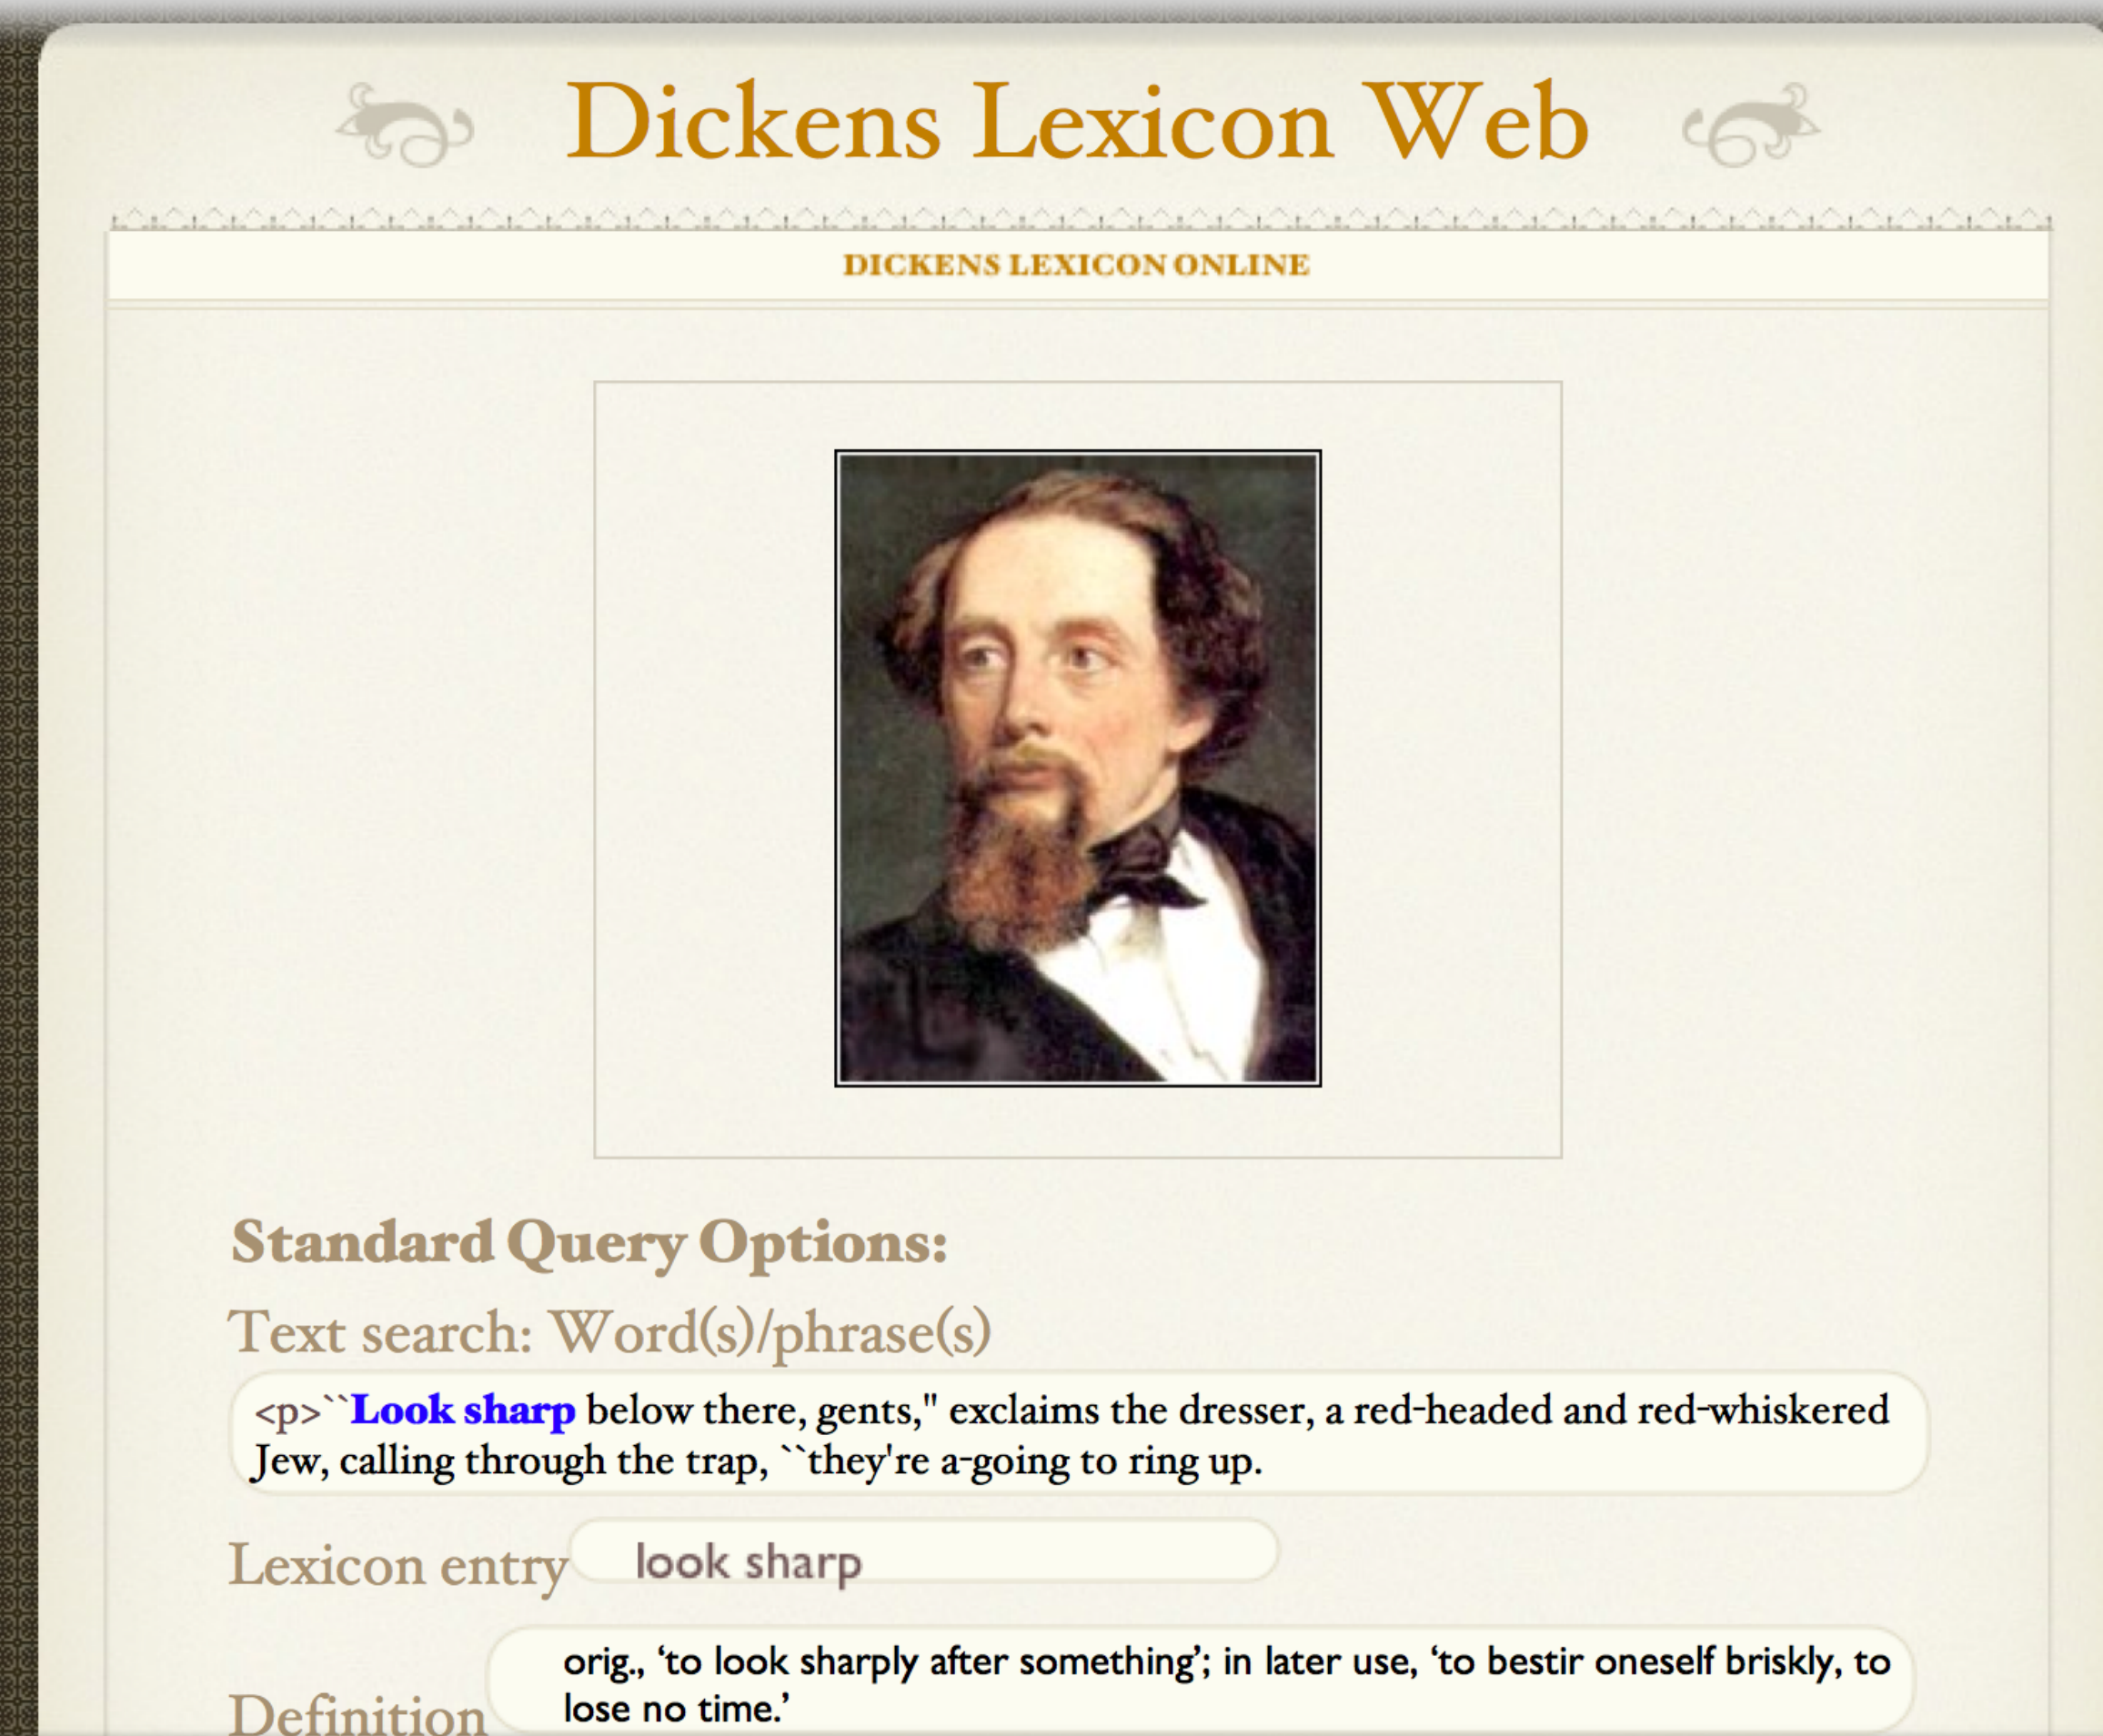 Dickens Lexicon Web
DICKENS LEXICON ONLINE
Standard Query Options:
Text search: Word(s)/phrase(s)
<p>``Look sharp below there, gents," exclaims the dresser, a red-headed and red-whiskered
Jew, calling through the trap, ``they're a-going to ring up.
Lexicon entry look sharp
orig., ‘to look sharply after something’; in later use, ‘to bestir oneself briskly, to
lose no time.’
Definition